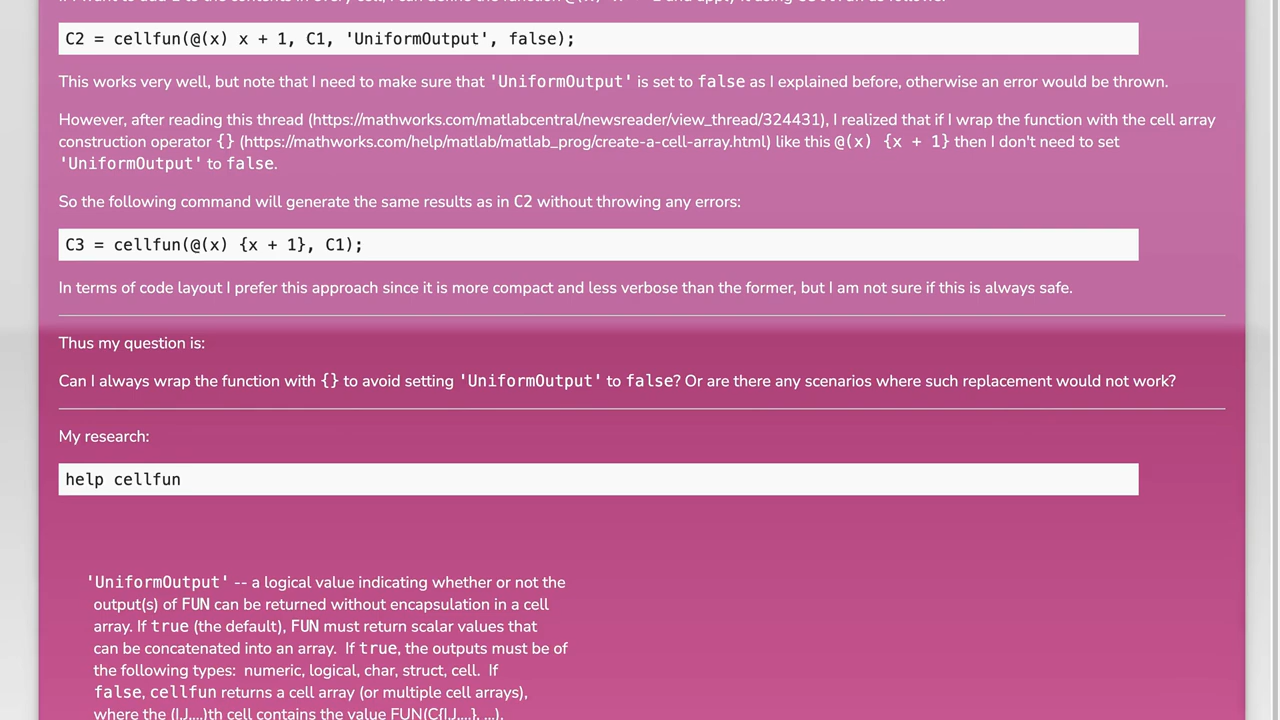 C2 = cellfun(@(x) x + 1, C1, 'UniformOutput', false);
This works very well, but note that I need to make sure that 'UniformOutput' is set to false as I explained before, otherwise an error would be thrown.
However, after reading this thread (https://mathworks.com/matlabcentral/newsreader/view_thread/324431), I realized that if I wrap the function with the cell array
construction operator {} (https://mathworks.com/help/matlab/matlab_prog/create-a-cell-array.html) like this @(x) {x + 1} then I don't need to set
'UniformOutput' to false.
So the following command will generate the same results as in C2 without throwing any errors:
C3 = cellfun(@(x) {x + 1}, C1);
In terms of code layout I prefer this approach since it is more compact and less verbose than the former, but I am not sure if this is always safe.
Thus my question is:
Can I always wrap the function with {} to avoid setting 'UniformOutput' to false? Or are there any scenarios where such replacement would not work?
My research:
help cellfun
'UniformOutput' -- a logical value indicating whether or not the
output(s) of FUN can be returned without encapsulation in a cell
array. If true (the default), FUN must return scalar values that
can be concatenated into an array.  If true, the outputs must be of
the following types:  numeric, logical, char, struct, cell.  If
false, cellfun returns a cell array (or multiple cell arrays),
where the (I,J,...)th cell contains the value FUN(C{I,J,...}, ...).